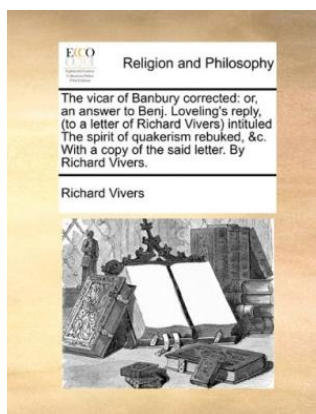 ECCO
Religion and Philosophy
The vicar of Banbury corrected: or,
an answer to Benj. Loveling's reply,
(to a letter of Richard Vivers) intituled
The spirit of quakerism rebuked, &c.
With a copy of the said letter. By
Richard Vivers.
Richard Vivers